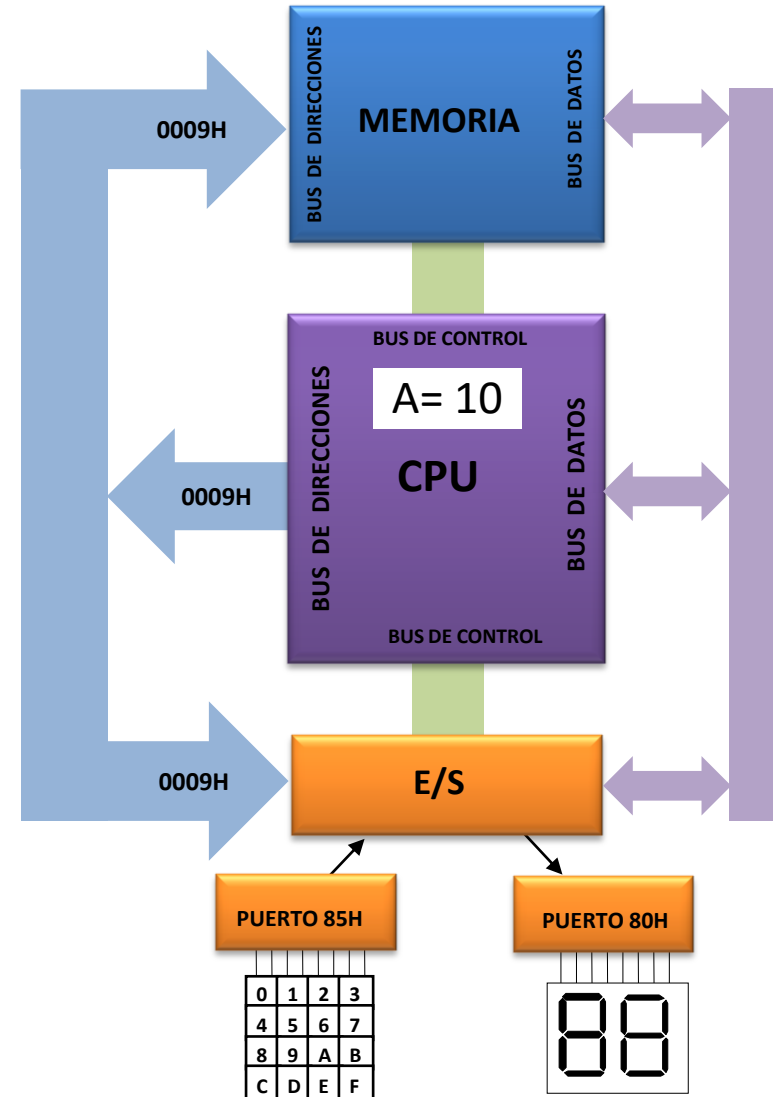 0009H
BUS DE DIRECCIONES
MEMORIA
BUS DE DATOS
BUS DE CONTROL
A= 10
BUS DE DIRECCIONES
CPU
BUS DE DATOS
0009H
BUS DE CONTROL
0009H
E/S
PUERTO 85H
PUERTO 80H
0 1 2 3
4 5 6 7
8 9 A B
C D E F
88